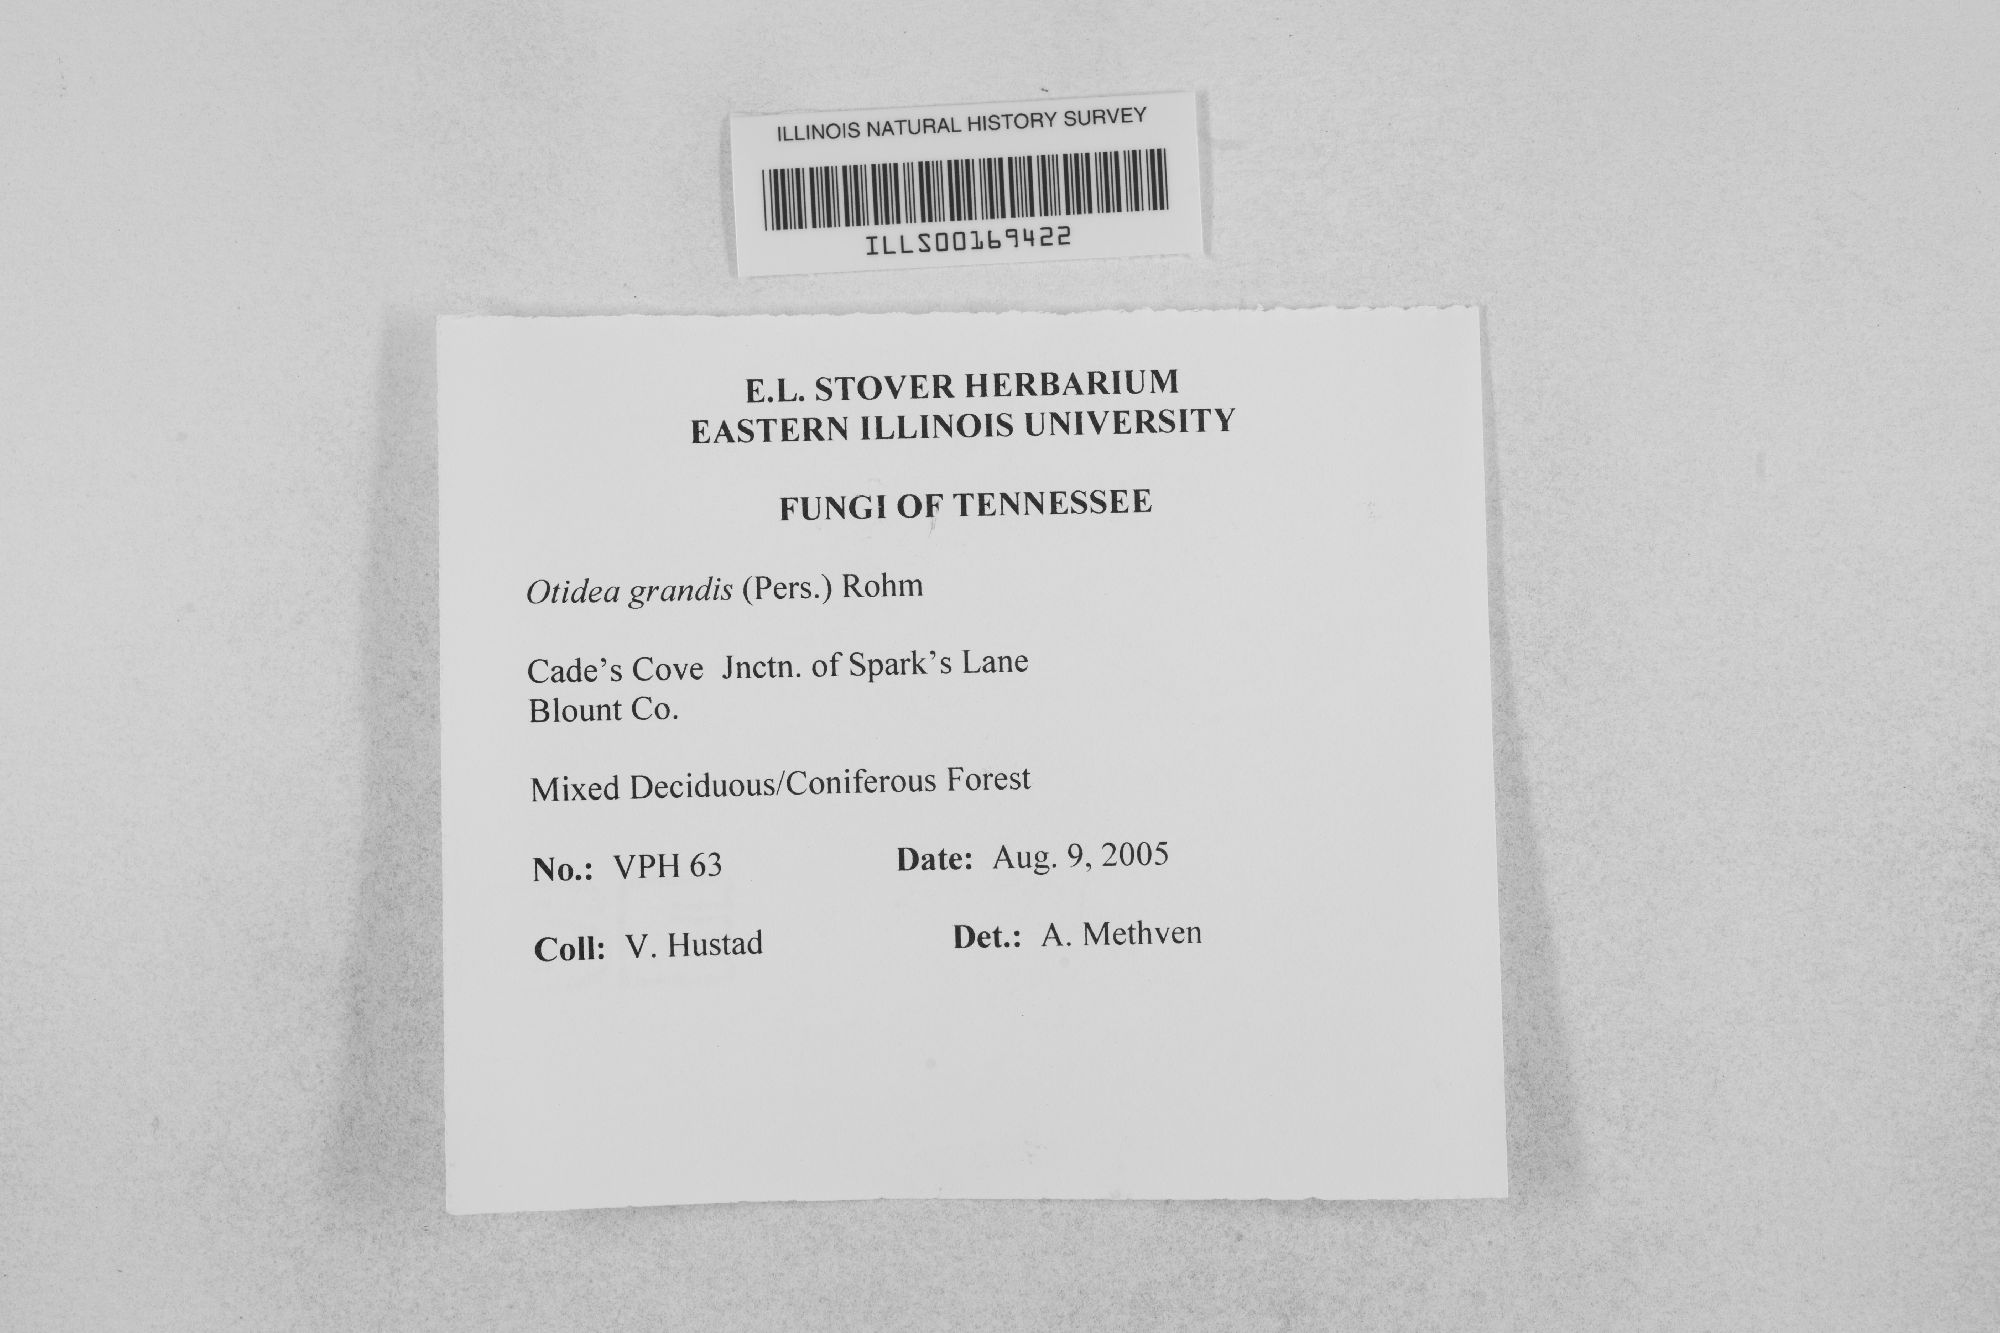 ILLINOIS NATURAL HISTORY SURVEY
ILLS00169422
E.L. STOVER HERBARIUM
EASTERN ILLINOIS UNIVERSITY
FUNGI OF TENNESSEE
Otidea grandis (Pers.) Rohm
Cade's Cove  Jnctn. of Spark's Lane
Blount Co.
Mixed Deciduous/Coniferous Forest
No.: VPH 63 Date: Aug. 9, 2005
Coll: V. Hustad Det.: A. Methven